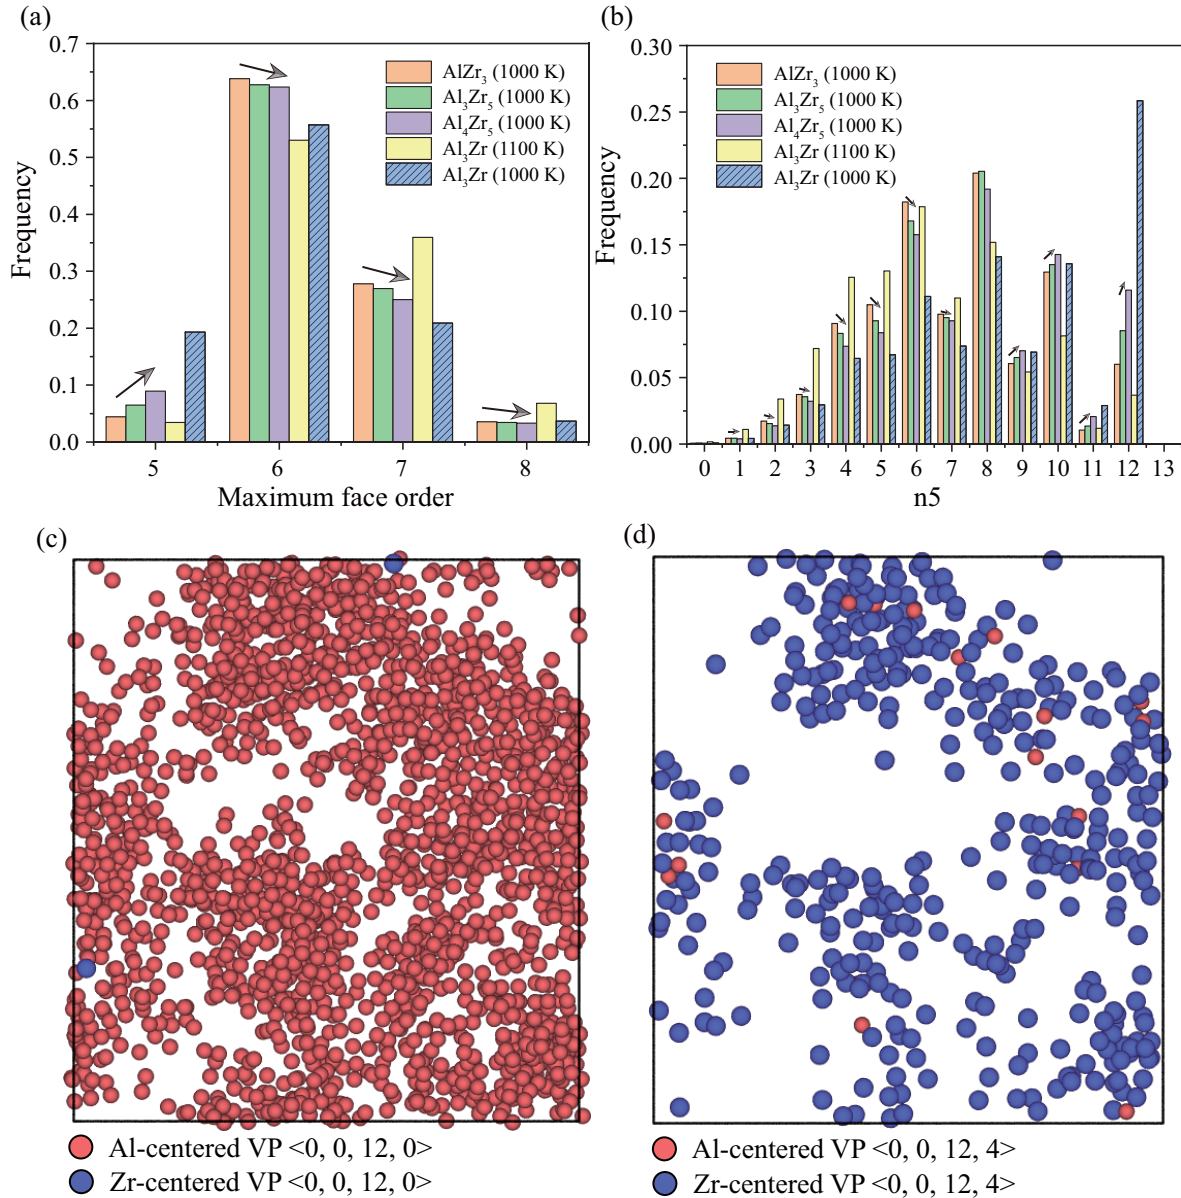 (a)
0.7
0.6
0.5
0.4
0.3
0.2
0.1
0.0
Frequency
AlZr₃ (1000 K)
Al₃Zr₅ (1000 K)
Al₄Zr₅ (1000 K)
Al₃Zr (1100 K)
Al₃Zr (1000 K)
5 6 7 8
Maximum face order
(b)
0.30
0.25
0.20
0.15
0.10
0.05
0.00
Frequency
AlZr₃ (1000 K)
Al₃Zr₅ (1000 K)
Al₄Zr₅ (1000 K)
Al₃Zr (1100 K)
Al₃Zr (1000 K)
0 1 2 3 4 5 6 7 8 9 10 11 12 13
n5
(c)
Al-centered VP <0, 0, 12, 0>
Zr-centered VP <0, 0, 12, 0>
(d)
Al-centered VP <0, 0, 12, 4>
Zr-centered VP <0, 0, 12, 4>